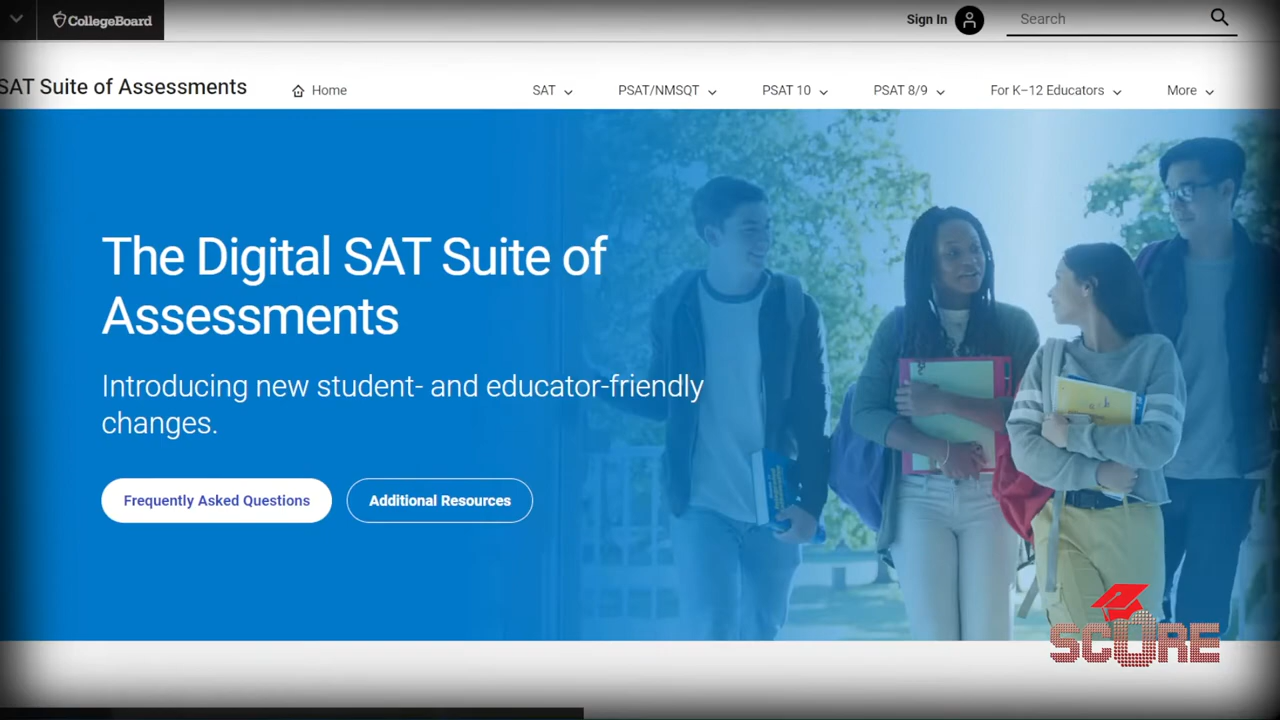 CollegeBoard
Sign In
Search
SAT Suite of Assessments
Home
SAT
PSAT/NMSQT
PSAT 10
PSAT 8/9
For K–12 Educators
More
The Digital SAT Suite of
Assessments
Introducing new student- and educator-friendly
changes.
Frequently Asked Questions
Additional Resources
SCORE